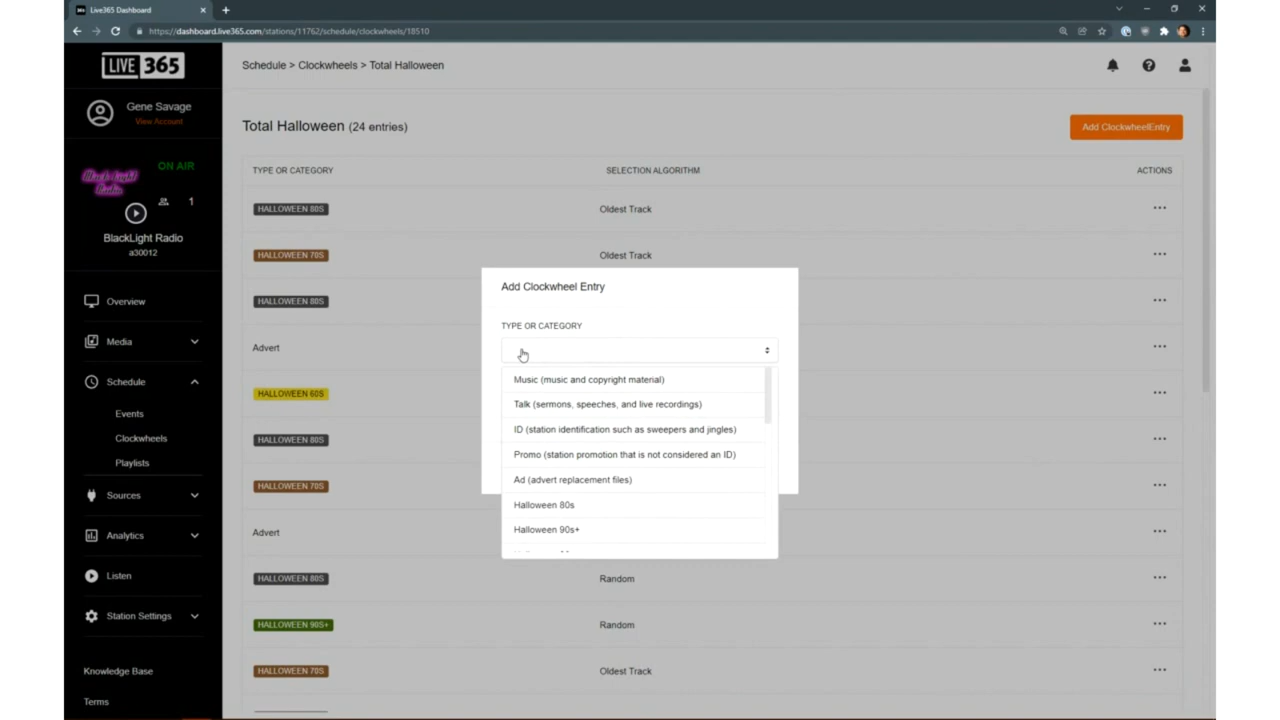 Live365 Dashboard
https://dashboard.live365.com/stations/11762/schedule/clockwheels/18510
LIVE 365
Schedule > Clockwheels > Total Halloween
Gene Savage
View Account
Total Halloween (24 entries)
Add ClockwheelEntry
ON AIR
Black Light
Radio
1
BlackLight Radio
a30012
TYPE OR CATEGORY
SELECTION ALGORITHM
ACTIONS
HALLOWEEN 80S
Oldest Track
HALLOWEEN 70S
Oldest Track
HALLOWEEN 80S
Advert
HALLOWEEN 60S
HALLOWEEN 80S
HALLOWEEN 70S
Advert
HALLOWEEN 80S
Random
HALLOWEEN 90S+
Random
HALLOWEEN 70S
Oldest Track
Add Clockwheel Entry
TYPE OR CATEGORY
Music (music and copyright material)
Talk (sermons, speeches, and live recordings)
ID (station identification such as sweepers and jingles)
Promo (station promotion that is not considered an ID)
Ad (advert replacement files)
Halloween 80s
Halloween 90s+
Overview
Media
Schedule
Events
Clockwheels
Playlists
Sources
Analytics
Listen
Station Settings
Knowledge Base
Terms